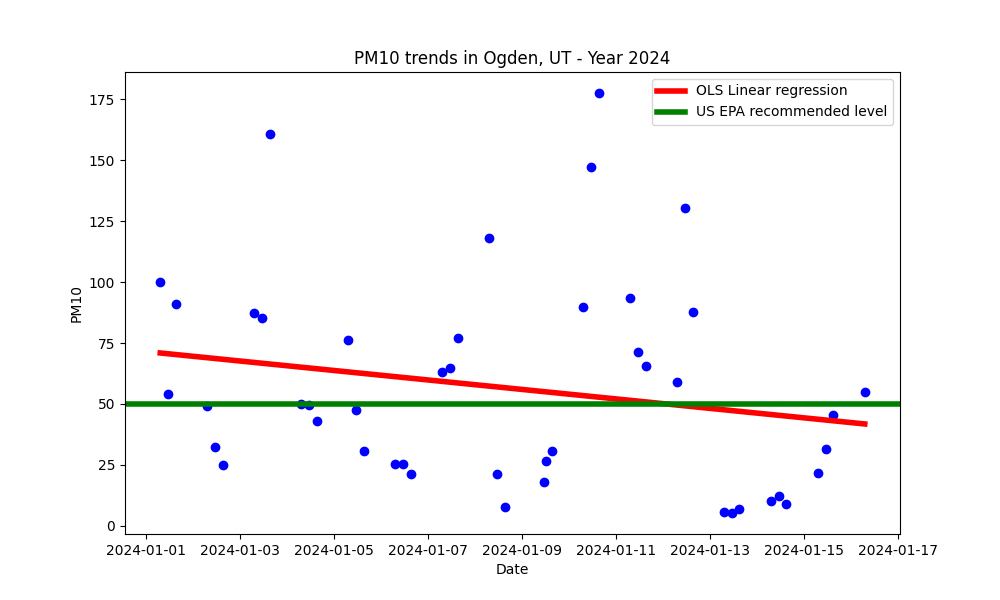 PM10 trends in Ogden, UT - Year 2024
OLS Linear regression
US EPA recommended level
175
150
125
100
75
50
25
0
PM10
2024-01-01 2024-01-03 2024-01-05 2024-01-07 2024-01-09 2024-01-11 2024-01-13 2024-01-15 2024-01-17
Date